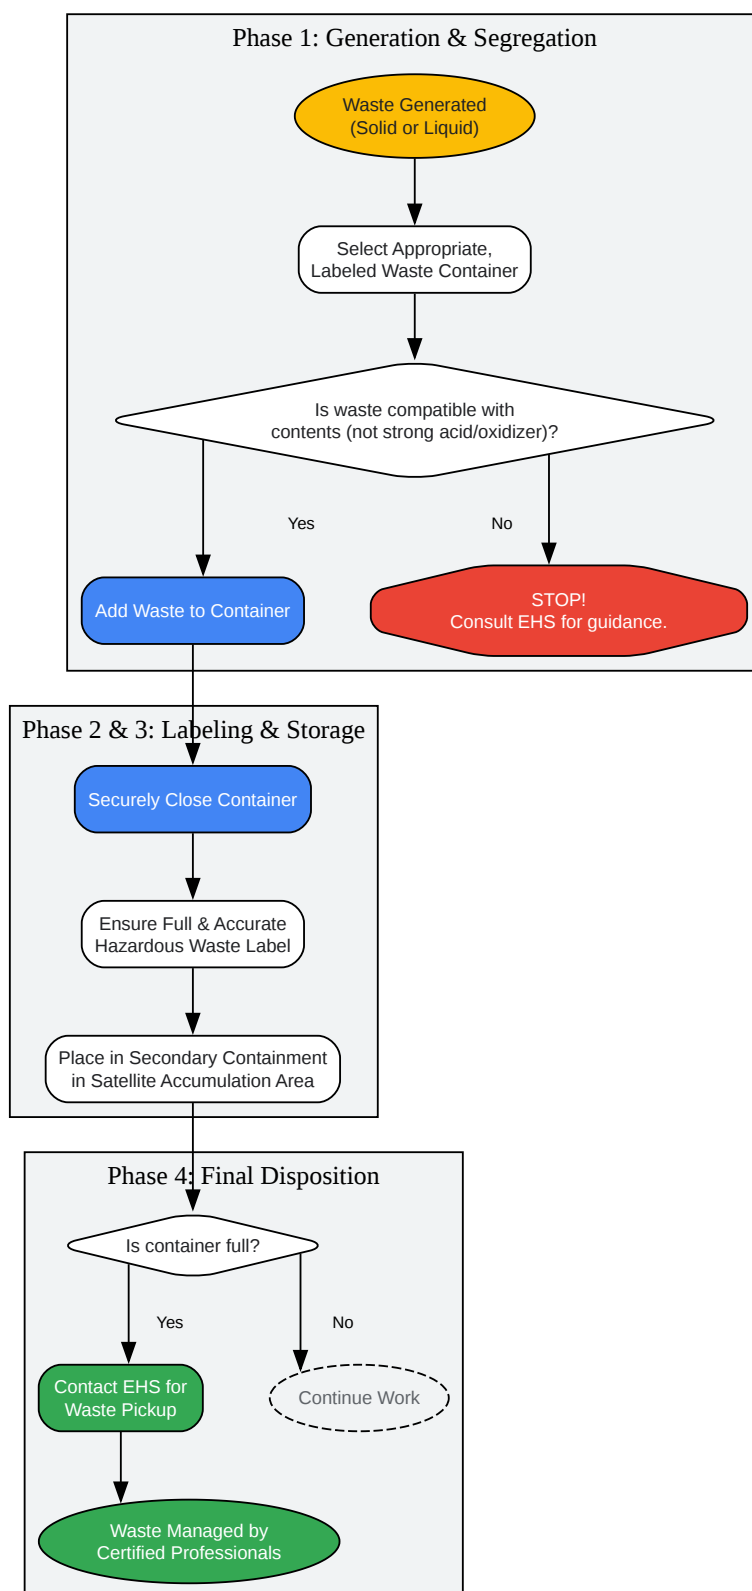 Phase 1: Generation & Segregation
Waste Generated
(Solid or Liquid)
Select Appropriate,
Labeled Waste Container
Is waste compatible with
contents (not strong acid/oxidizer)?
Yes
No
Add Waste to Container
STOP!
Consult EHS for guidance.
Phase 2 & 3: Labeling & Storage
Securely Close Container
Ensure Full & Accurate
Hazardous Waste Label
Place in Secondary Containment
in Satellite Accumulation Area
Phase 4: Final Disposition
Is container full?
Yes
No
Contact EHS for
Waste Pickup
Continue Work
Waste Managed by
Certified Professionals